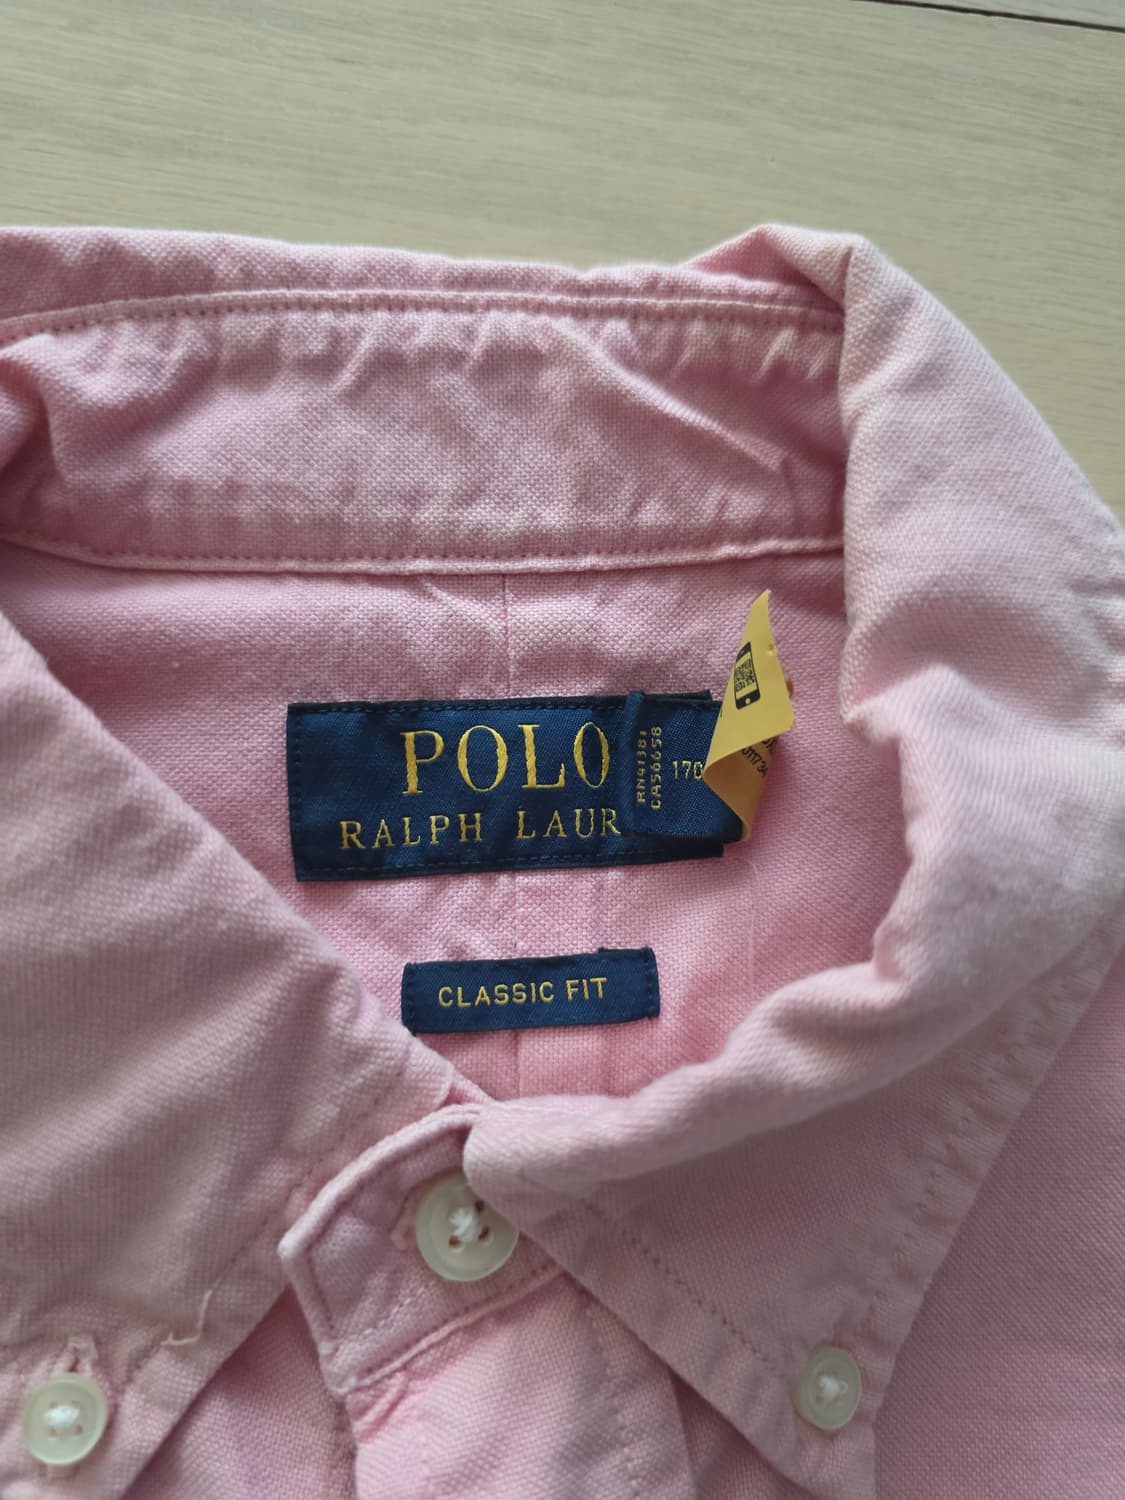 POLO
RALPH LAUR
RN41381
CA56658
170
CLASSIC FIT